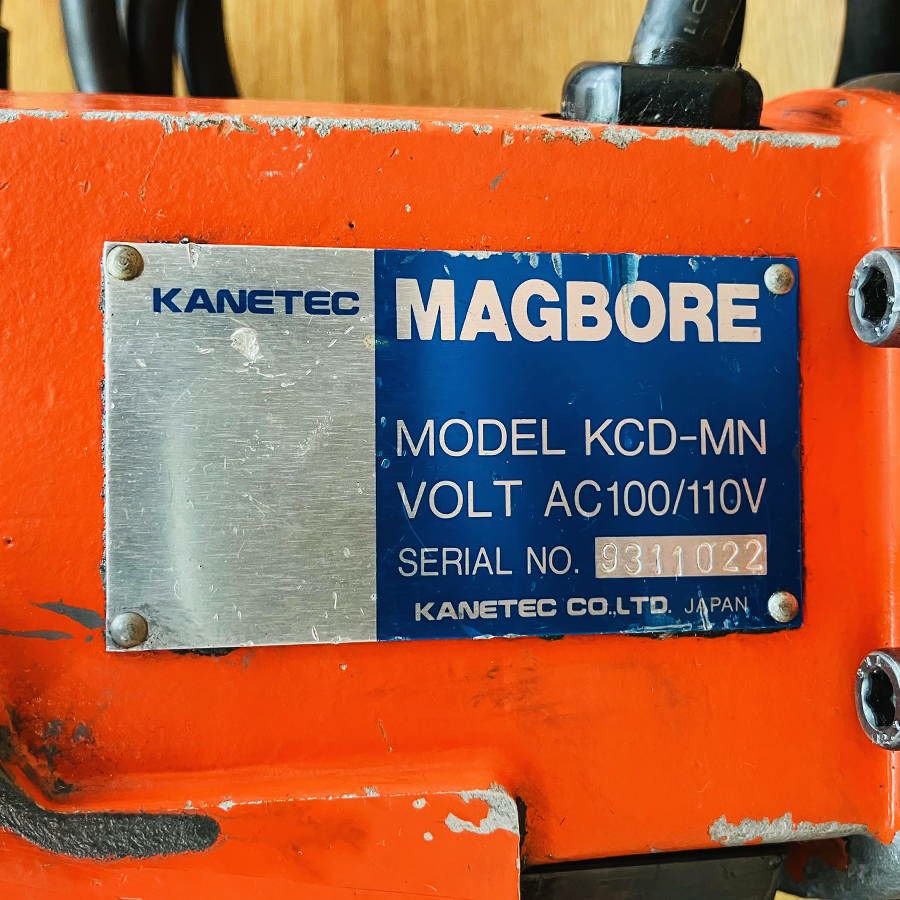 KANETEC
MAGBORE
MODEL KCD-MN
VOLT AC100/110V
SERIAL NO. 9311022
KANETEC CO.,LTD. JAPAN